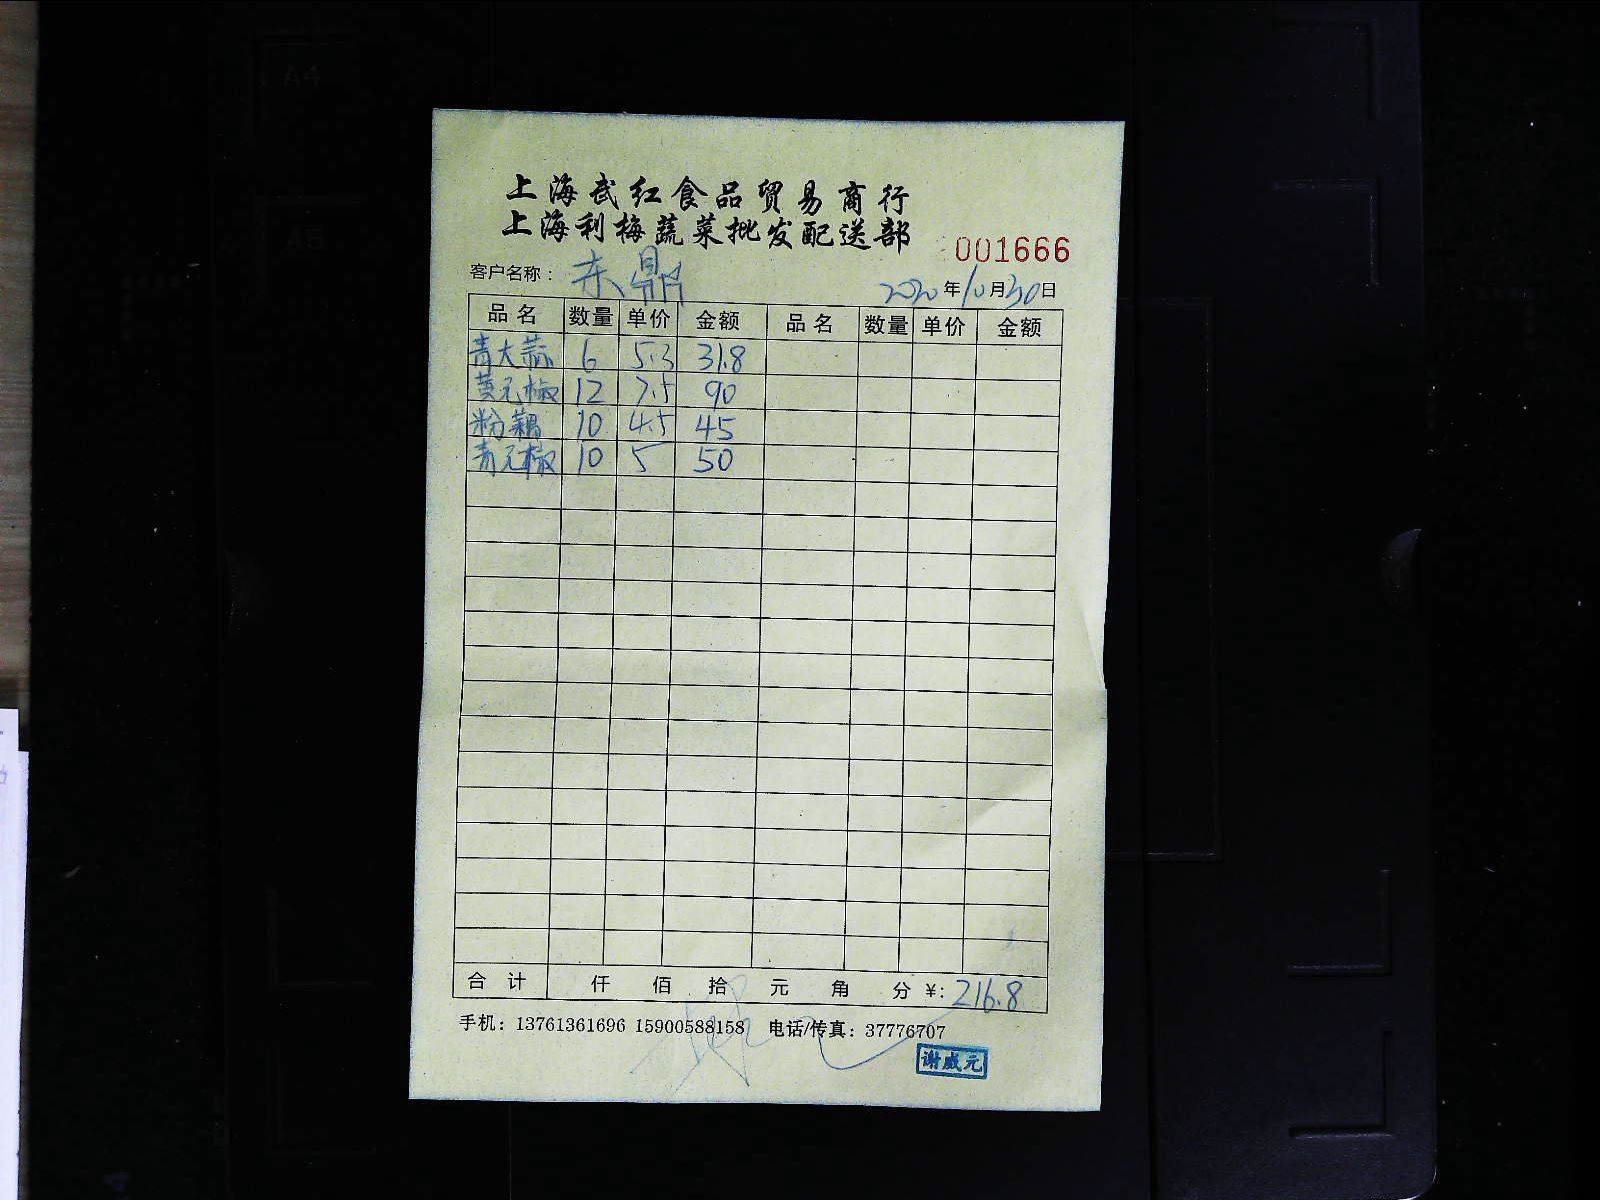 A4
A5
上海武红食品贸易商行
上海利梅蔬菜批发配送部
001666
客户名称：东鼎
2020年10月30日
品名 数量 单价 金额 品名 数量 单价 金额
青大蒜 6 5.3 31.8
黄元椒 12 7.5 90
粉藕 10 4.5 45
青元椒 10 5 50
合计 仟 佰 拾 元 角 分 ¥: 216.8
手机：13761361696 15900588158 电话/传真：37776707
谢威元